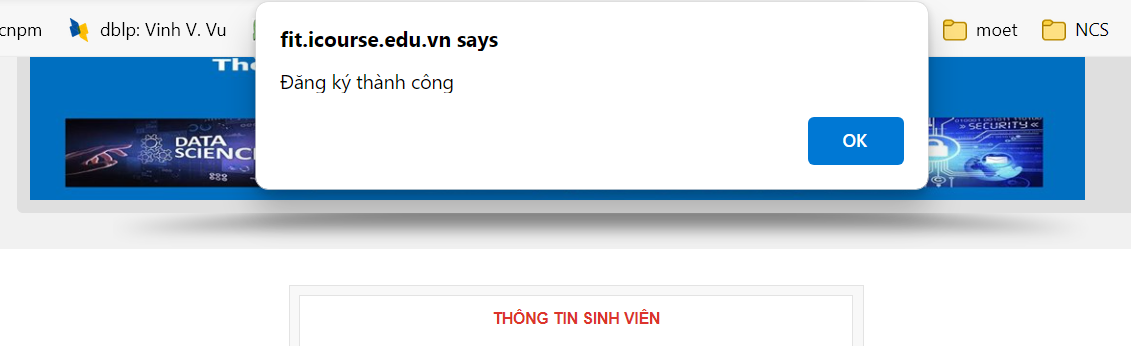 cnpm
dblp: Vinh V. Vu
moet
NCS
fit.icourse.edu.vn says
Đăng ký thành công
OK
DATA
» SECURITY «
THÔNG TIN SINH VIÊN